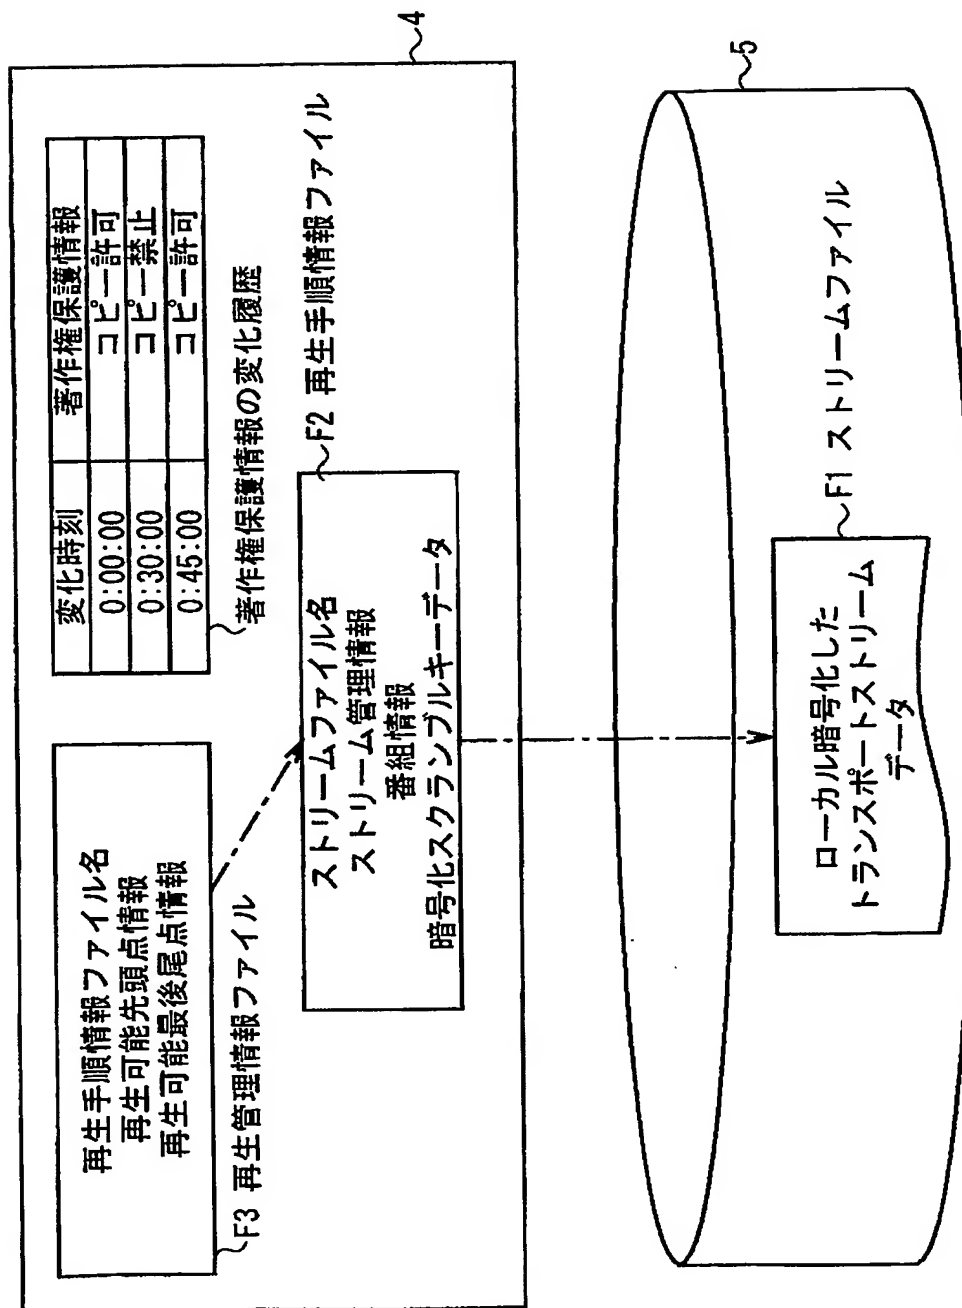 4
再生手順情報ファイル名
再生可能先頭点情報
再生可能最後尾点情報
F3 再生管理情報ファイル
変化時刻 著作権保護情報
0:00:00 コピー許可
0:30:00 コピー禁止
0:45:00 コピー許可
著作権保護情報の変化履歴
F2 再生手順情報ファイル
ストリームファイル名
ストリーム管理情報
番組情報
暗号化スクランブルキーデータ
5
F1 ストリームファイル
ローカル暗号化した
トランスポートストリーム
データ